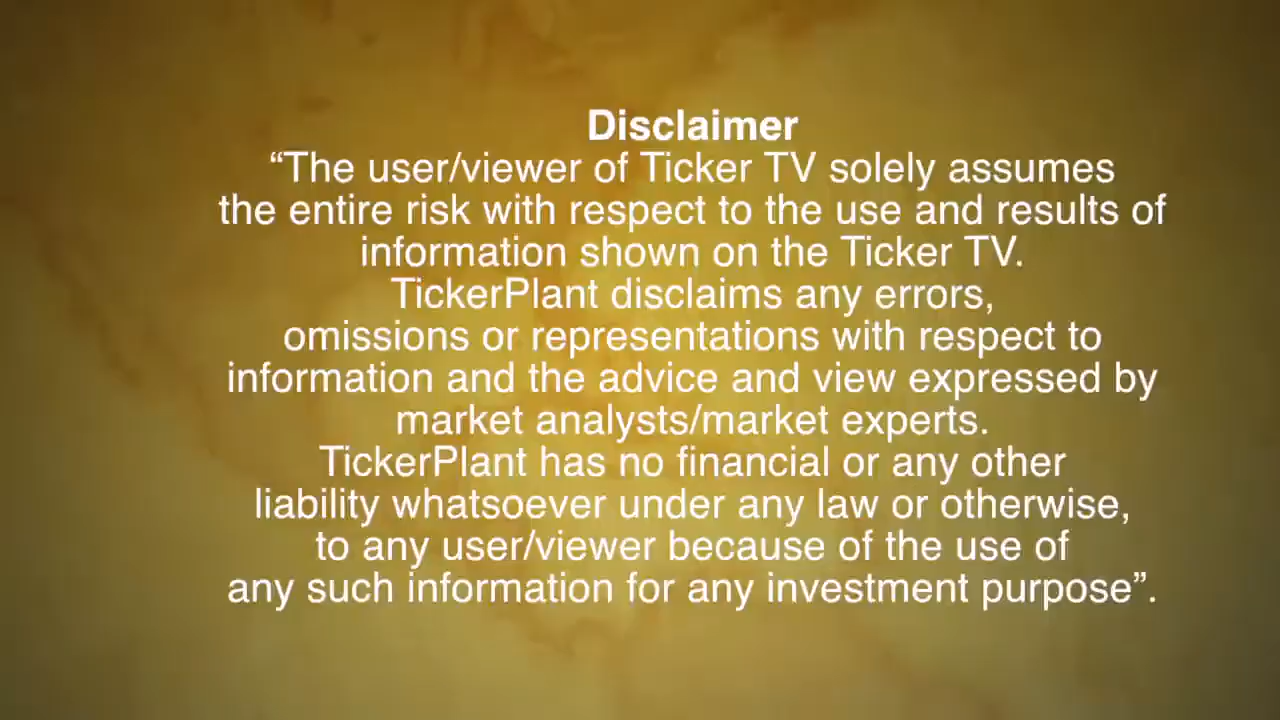 Disclaimer
“The user/viewer of Ticker TV solely assumes
the entire risk with respect to the use and results of
information shown on the Ticker TV.
TickerPlant disclaims any errors,
omissions or representations with respect to
information and the advice and view expressed by
market analysts/market experts.
TickerPlant has no financial or any other
liability whatsoever under any law or otherwise,
to any user/viewer because of the use of
any such information for any investment purpose”.